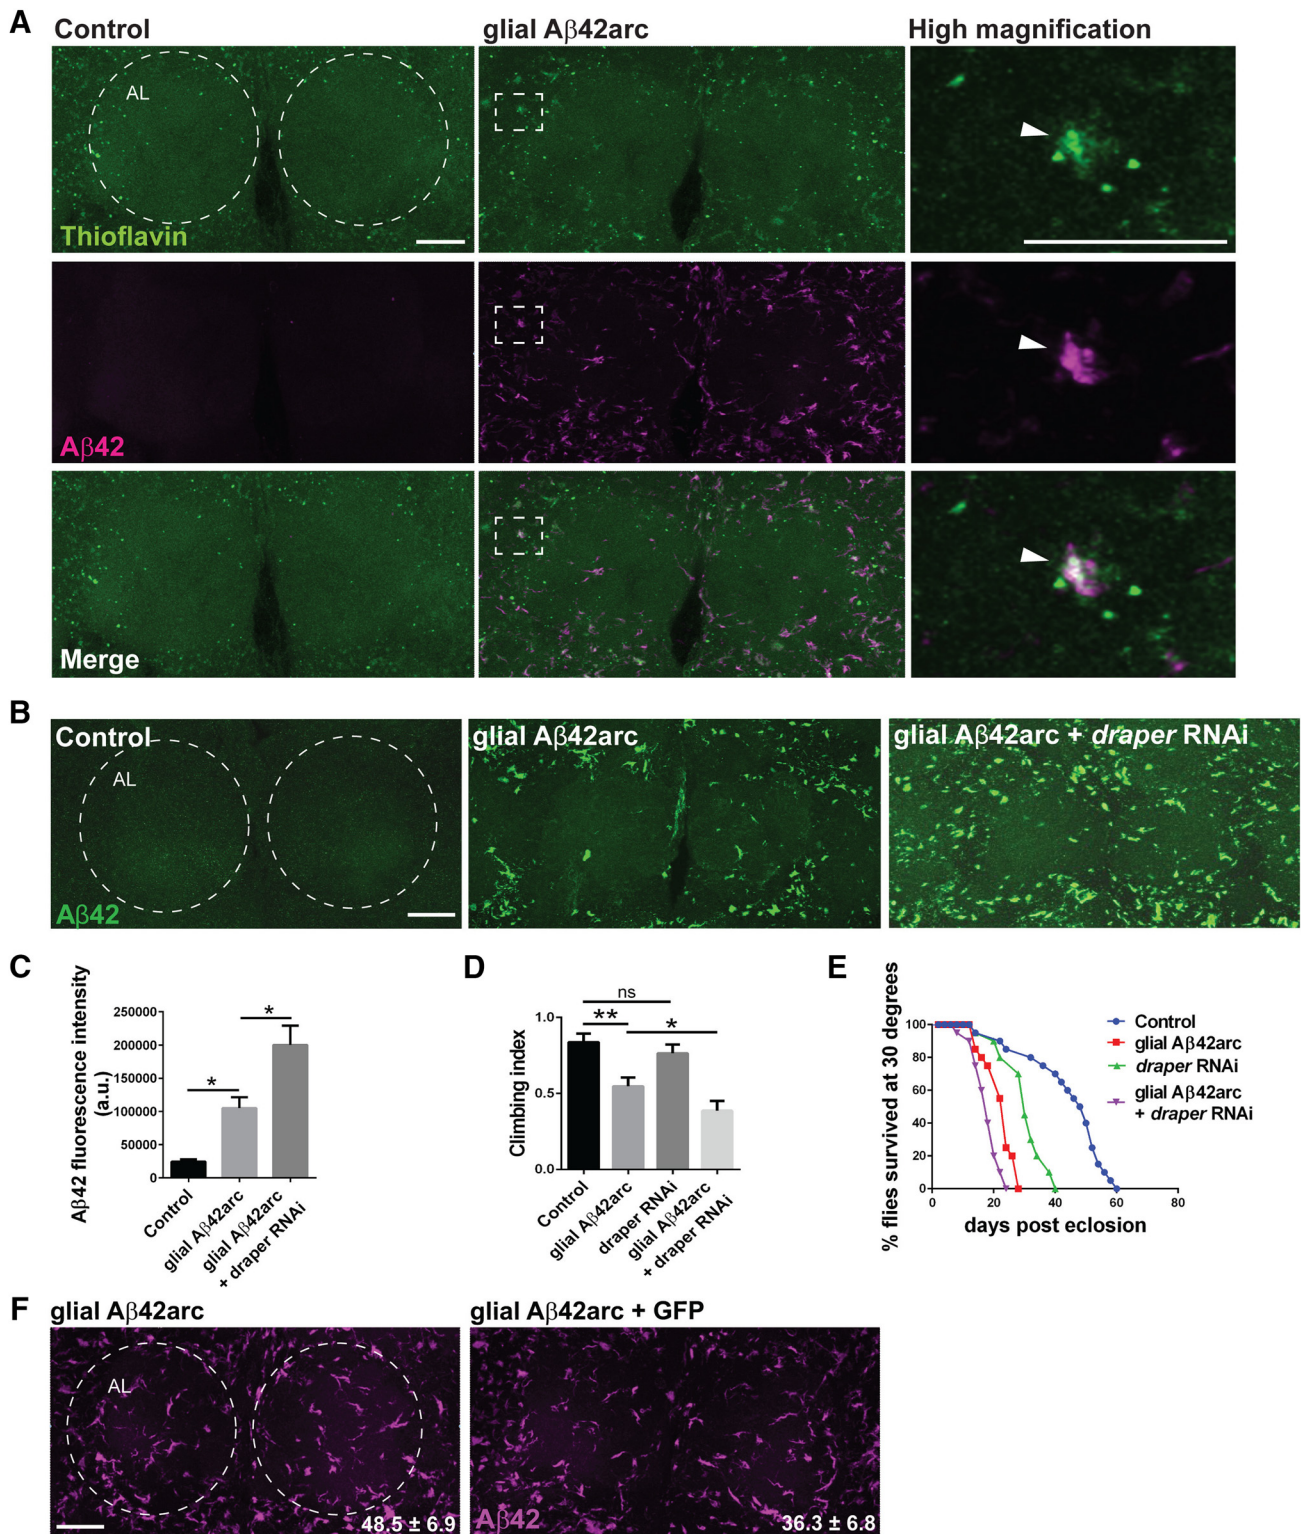 A
Control
glial Aβ42arc
High magnification
AL
Thioflavin
Aβ42
Merge
B
Control
glial Aβ42arc
glial Aβ42arc + draper RNAi
AL
Aβ42
C
Aβ42 fluorescence intensity
(a.u.)
250000
200000
150000
100000
50000
0
*
*
Control
glial Aβ42arc
glial Aβ42arc
+ draper RNAi
D
Climbing index
1.0
0.5
0.0
ns
**
*
Control
glial Aβ42arc
draper RNAi
glial Aβ42arc
+ draper RNAi
E
% flies survived at 30 degrees
100
80
60
40
20
0
0
20
40
60
80
days post eclosion
Control
glial Aβ42arc
draper RNAi
glial Aβ42arc
+ draper RNAi
F
glial Aβ42arc
glial Aβ42arc + GFP
AL
48.5 ± 6.9
Aβ42
36.3 ± 6.8